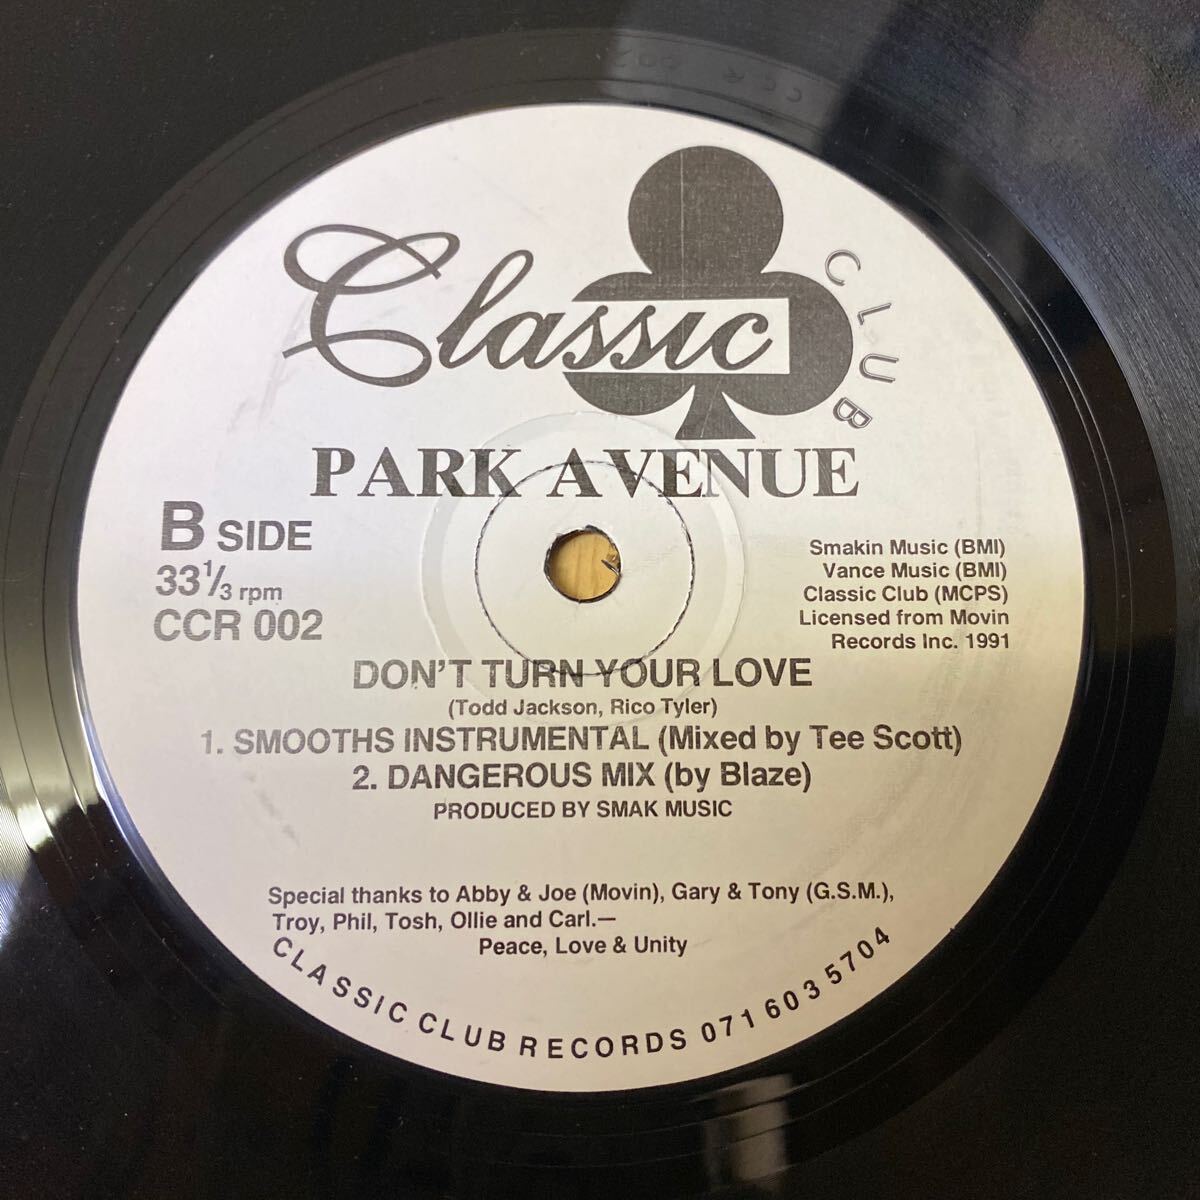 Classic
CLUB
PARK AVENUE
B SIDE
33 1/3 rpm
CCR 002
Smakin Music (BMI)
Vance Music (BMI)
Classic Club (MCPS)
Licensed from Movin
Records Inc. 1991
DON'T TURN YOUR LOVE
(Todd Jackson, Rico Tyler)
1. SMOOTHS INSTRUMENTAL (Mixed by Tee Scott)
2. DANGEROUS MIX (by Blaze)
PRODUCED BY SMAK MUSIC
Special thanks to Abby & Joe (Movin), Gary & Tony (G.S.M.),
Troy, Phil, Tosh, Ollie and Carl.—
Peace, Love & Unity
CLASSIC CLUB RECORDS 071 603 5704